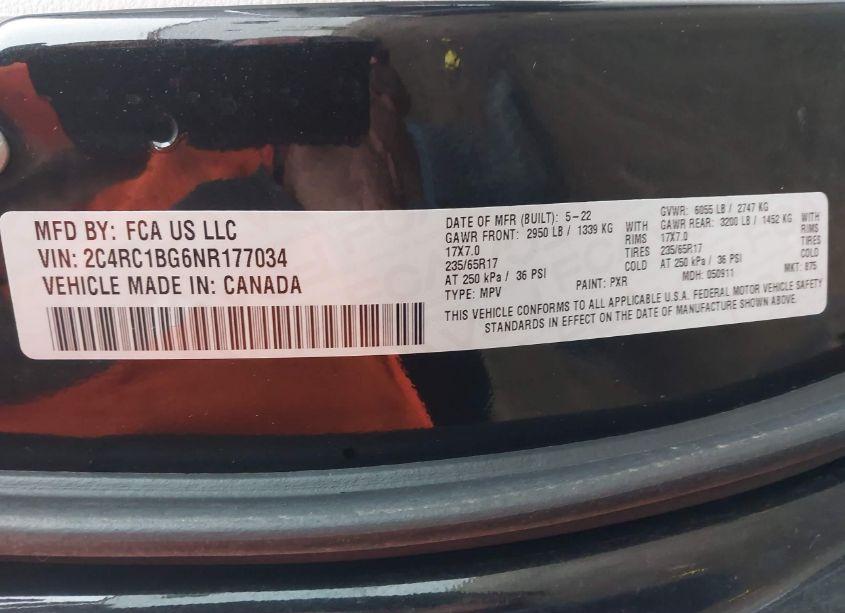 MFD BY: FCA US LLC
VIN: 2C4RC1BG6NR177034
VEHICLE MADE IN: CANADA
DATE OF MFR (BUILT): 5-22 GVWR: 6055 LB / 2747 KG
GAWR FRONT: 2950 LB / 1339 KG WITH GAWR REAR: 3200 LB / 1452 KG WITH
17X7.0 RIMS 17X7.0 RIMS
235/65R17 TIRES 235/65R17 TIRES
AT 250 kPa / 36 PSI COLD AT 250 kPa / 36 PSI COLD
TYPE: MPV PAINT: PXR MDH: 050911 MKT: 875
THIS VEHICLE CONFORMS TO ALL APPLICABLE U.S.A. FEDERAL MOTOR VEHICLE SAFETY
STANDARDS IN EFFECT ON THE DATE OF MANUFACTURE SHOWN ABOVE.